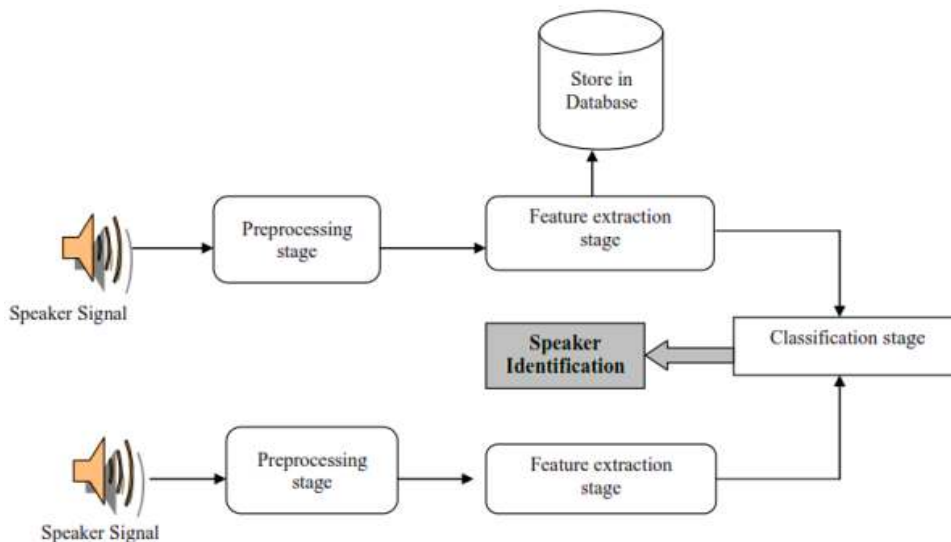 Store in
Database
Preprocessing
stage
Feature extraction
stage
Speaker Signal
Speaker
Identification
Classification stage
Preprocessing
stage
Feature extraction
stage
Speaker Signal